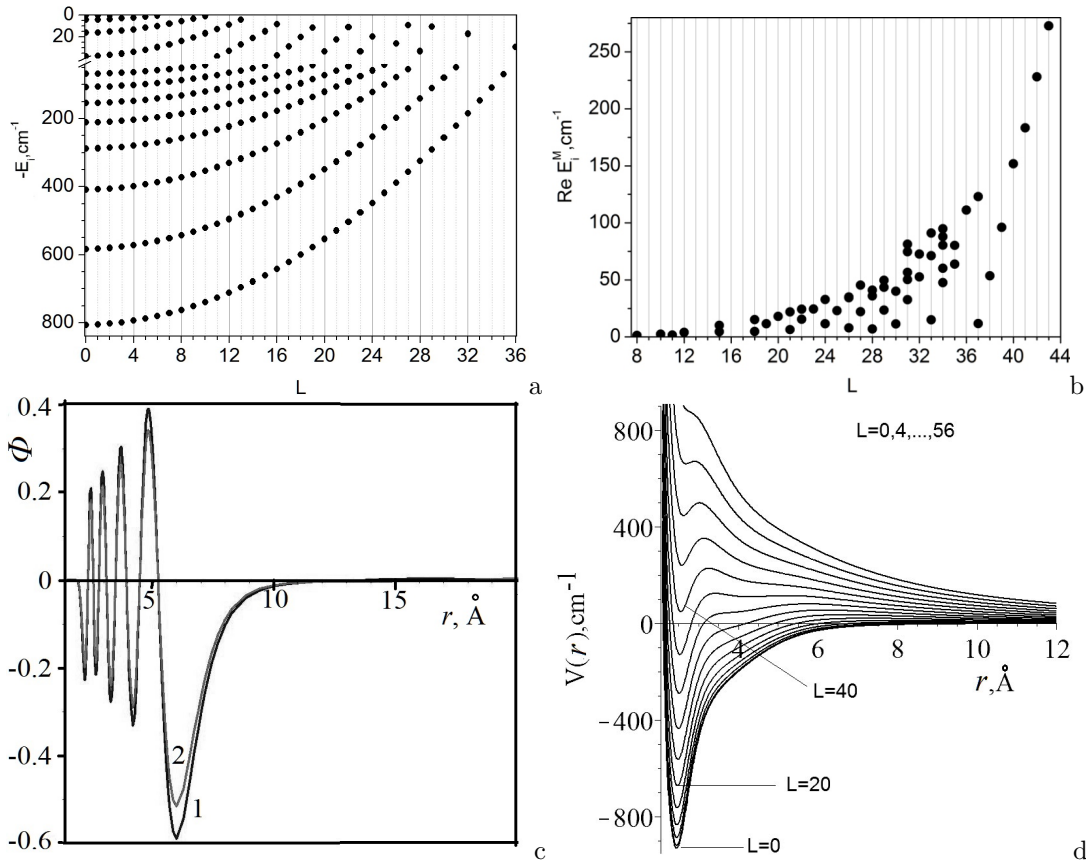 0
20
200
400
600
800
-E_i, cm^-1
0 4 8 12 16 20 24 28 32 36
L
a
250
200
150
100
50
0
Re E_i^M, cm^-1
8 12 16 20 24 28 32 36 40 44
L
b
0.4
0.2
0
-0.2
-0.4
-0.6
Φ
5 10 15
r, Å
2
1
c
800
400
0
-400
-800
V(r),cm^-1
L=0,4,...,56
4 6 8 10 12
r,Å
L=40
L=20
L=0
d